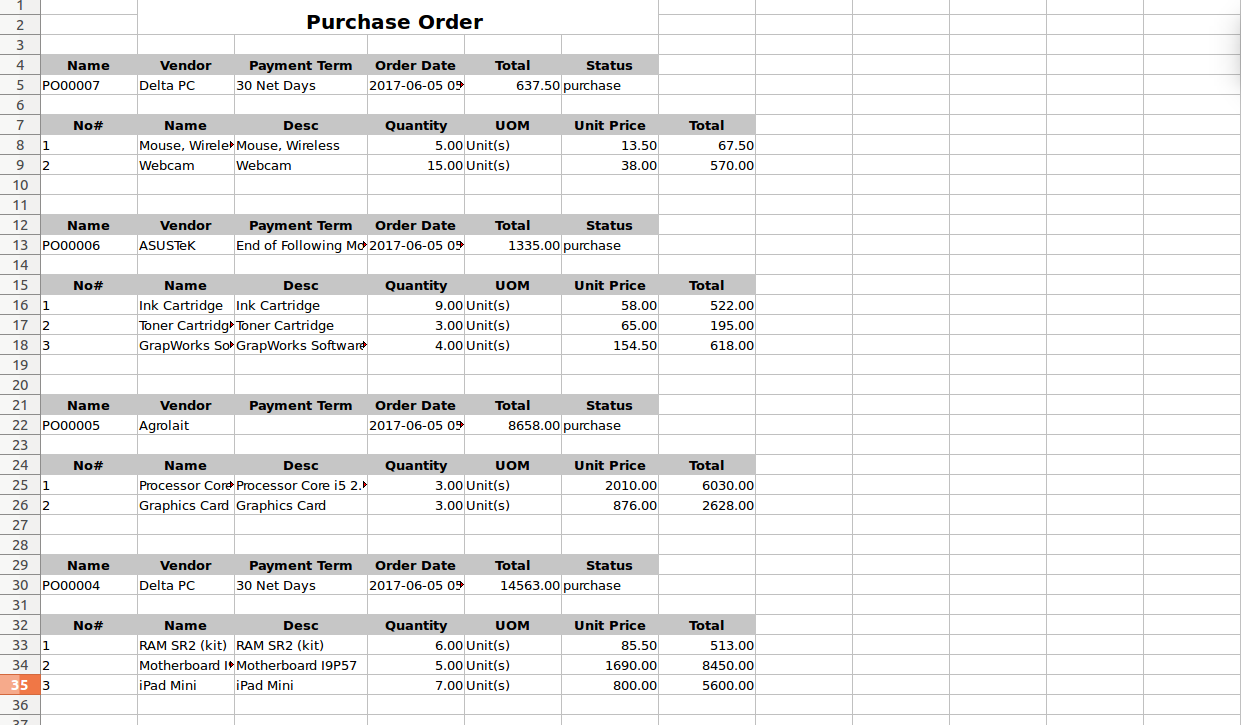 1
2 Purchase Order
3
4 Name Vendor Payment Term Order Date Total Status
5 PO00007 Delta PC 30 Net Days 2017-06-05 05 637.50 purchase
6
7 No# Name Desc Quantity UOM Unit Price Total
8 1 Mouse, Wirele Mouse, Wireless 5.00 Unit(s) 13.50 67.50
9 2 Webcam Webcam 15.00 Unit(s) 38.00 570.00
10
11
12 Name Vendor Payment Term Order Date Total Status
13 PO00006 ASUSTeK End of Following Mo 2017-06-05 05 1335.00 purchase
14
15 No# Name Desc Quantity UOM Unit Price Total
16 1 Ink Cartridge Ink Cartridge 9.00 Unit(s) 58.00 522.00
17 2 Toner Cartridg Toner Cartridge 3.00 Unit(s) 65.00 195.00
18 3 GrapWorks So GrapWorks Software 4.00 Unit(s) 154.50 618.00
19
20
21 Name Vendor Payment Term Order Date Total Status
22 PO00005 Agrolait 2017-06-05 05 8658.00 purchase
23
24 No# Name Desc Quantity UOM Unit Price Total
25 1 Processor Core Processor Core i5 2. 3.00 Unit(s) 2010.00 6030.00
26 2 Graphics Card Graphics Card 3.00 Unit(s) 876.00 2628.00
27
28
29 Name Vendor Payment Term Order Date Total Status
30 PO00004 Delta PC 30 Net Days 2017-06-05 05 14563.00 purchase
31
32 No# Name Desc Quantity UOM Unit Price Total
33 1 RAM SR2 (kit) RAM SR2 (kit) 6.00 Unit(s) 85.50 513.00
34 2 Motherboard I Motherboard I9P57 5.00 Unit(s) 1690.00 8450.00
35 3 iPad Mini iPad Mini 7.00 Unit(s) 800.00 5600.00
36
37